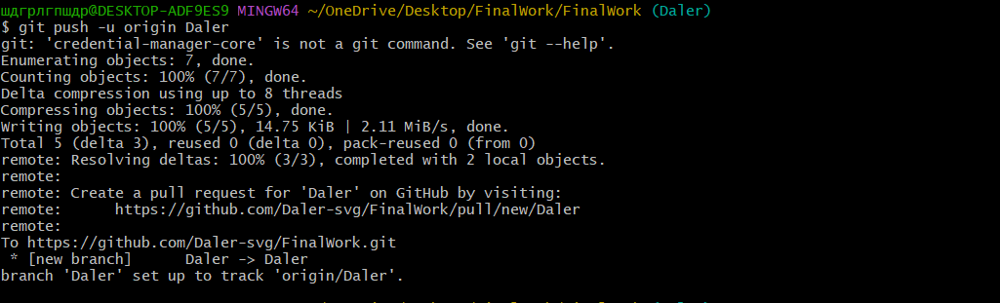 щдгрлгпшдр@DESKTOP-ADF9ES9 MINGW64 ~/OneDrive/Desktop/FinalWork/FinalWork (Daler)
$ git push -u origin Daler
git: 'credential-manager-core' is not a git command. See 'git --help'.
Enumerating objects: 7, done.
Counting objects: 100% (7/7), done.
Delta compression using up to 8 threads
Compressing objects: 100% (5/5), done.
Writing objects: 100% (5/5), 14.75 KiB | 2.11 MiB/s, done.
Total 5 (delta 3), reused 0 (delta 0), pack-reused 0 (from 0)
remote: Resolving deltas: 100% (3/3), completed with 2 local objects.
remote:
remote: Create a pull request for 'Daler' on GitHub by visiting:
remote:      https://github.com/Daler-svg/FinalWork/pull/new/Daler
remote:
To https://github.com/Daler-svg/FinalWork.git
 * [new branch]      Daler -> Daler
branch 'Daler' set up to track 'origin/Daler'.